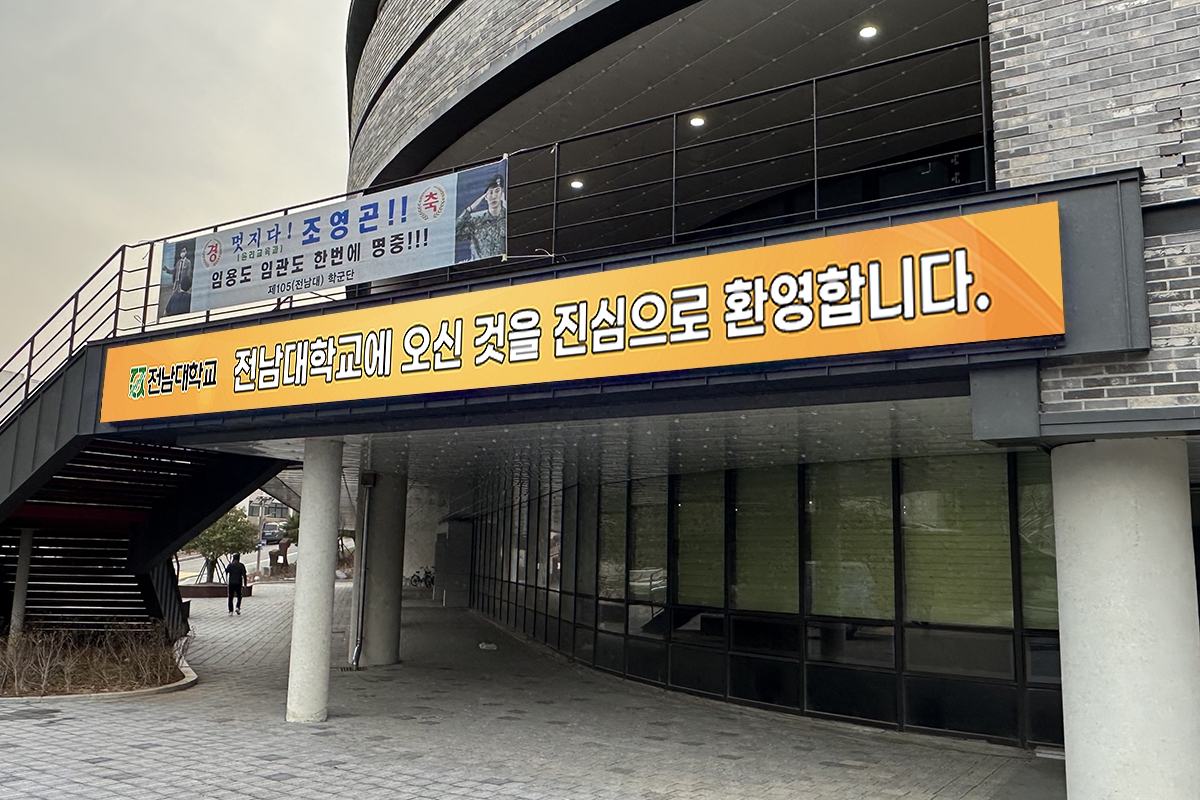 경 멋지다! 조영곤!! 축
(윤리교육과)
임용도 임관도 한번에 명중!!!
제105(전남대) 학군단
전남대학교 전남대학교에 오신 것을 진심으로 환영합니다.